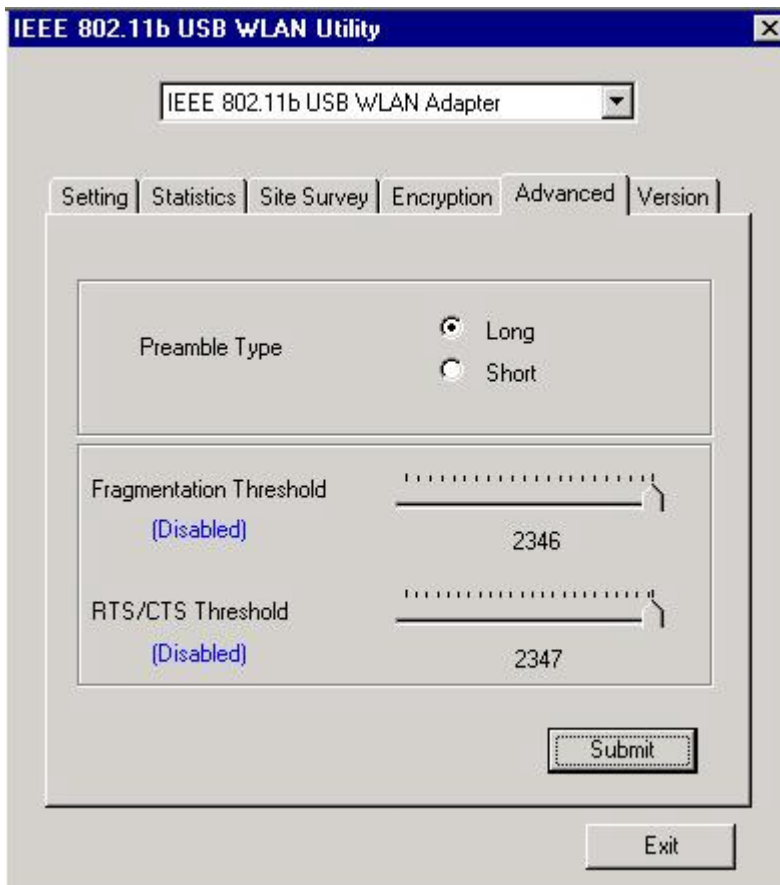 IEEE 802.11b USB WLAN Utility
IEEE 802.11b USB WLAN Adapter
Setting Statistics Site Survey Encryption Advanced Version
Preamble Type
Long
Short
Fragmentation Threshold
(Disabled)
2346
RTS/CTS Threshold
(Disabled)
2347
Submit
Exit